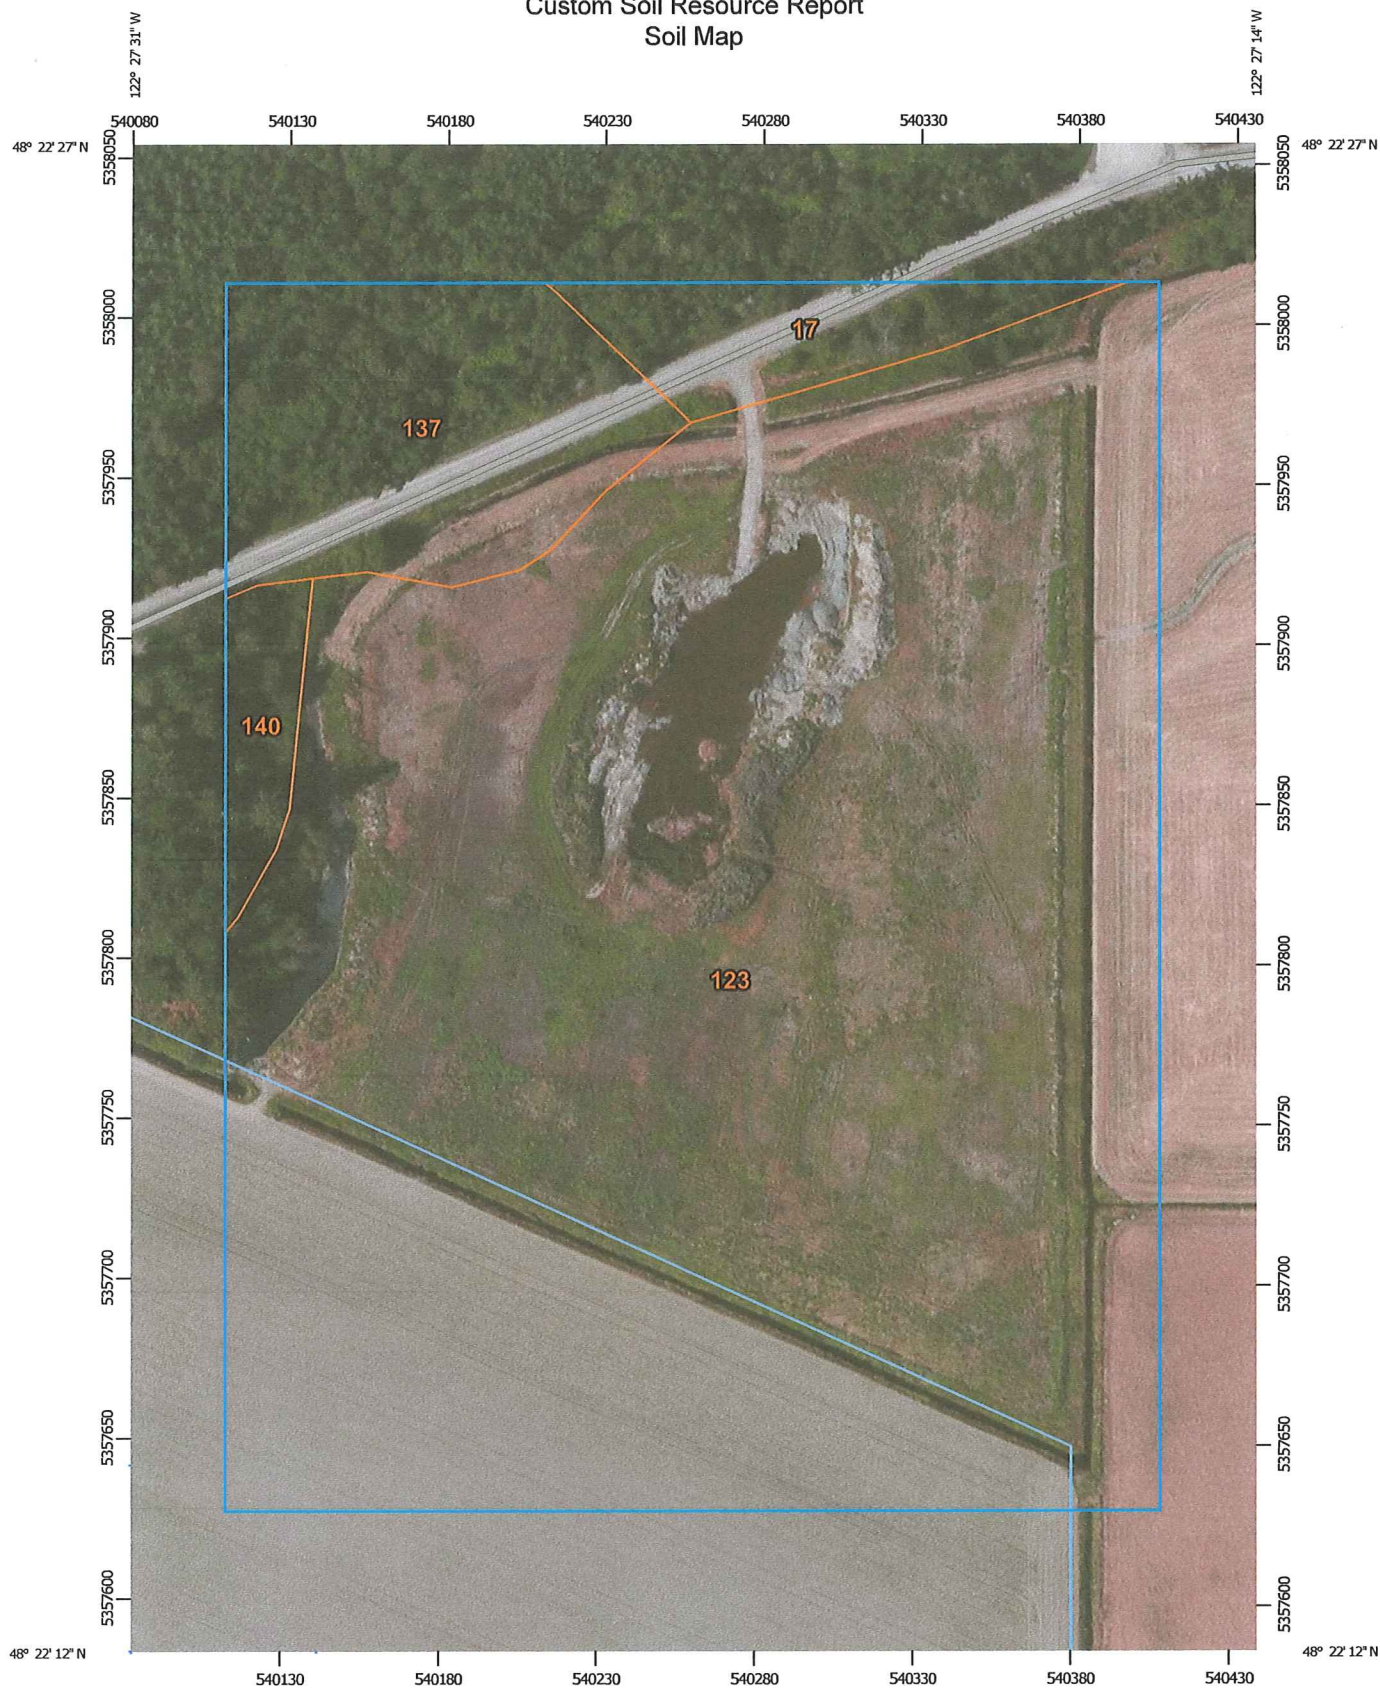 Custom Soil Resource Report
Soil Map
122° 27' 31" W
122° 27' 14" W
540080 540130 540180 540230 540280 540330 540380 540430
48° 22' 27" N
48° 22' 27" N
5358050
5358050
5358000
5358000
17
137
5357950
5357950
5357900
5357900
140
5357850
5357850
5357800
5357800
123
5357750
5357750
5357700
5357700
5357650
5357650
5357600
5357600
48° 22' 12" N
48° 22' 12" N
540130 540180 540230 540280 540330 540380 540430